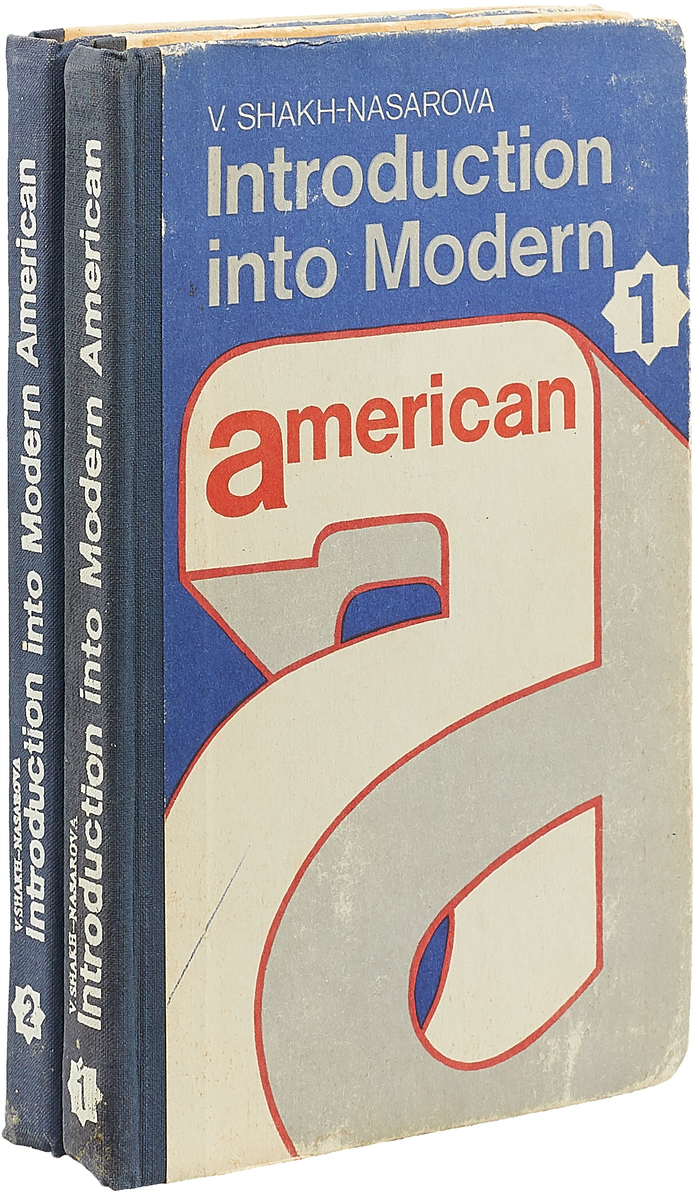 V. SHAKH-NASAROVA
Introduction
into Modern
1
american
V. SHAKH-NASAROVA
Introduction into Modern American
1
V. SHAKH-NASAROVA
Introduction into Modern American
2